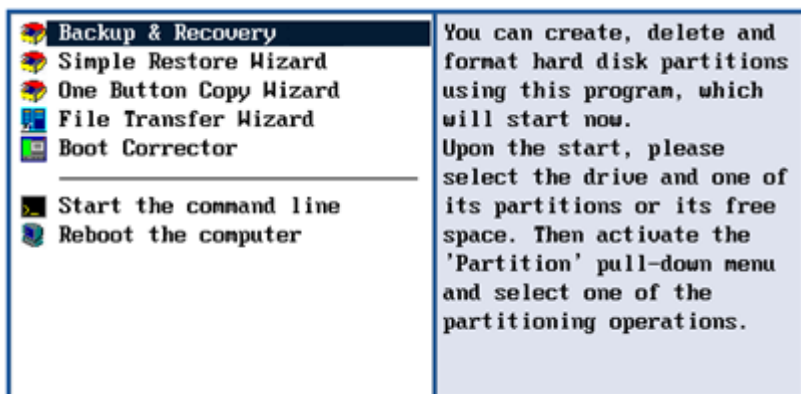 Backup & Recovery
Simple Restore Wizard
One Button Copy Wizard
File Transfer Wizard
Boot Corrector
Start the command line
Reboot the computer
You can create, delete and
format hard disk partitions
using this program, which
will start now.
Upon the start, please
select the drive and one of
its partitions or its free
space. Then activate the
'Partition' pull-down menu
and select one of the
partitioning operations.